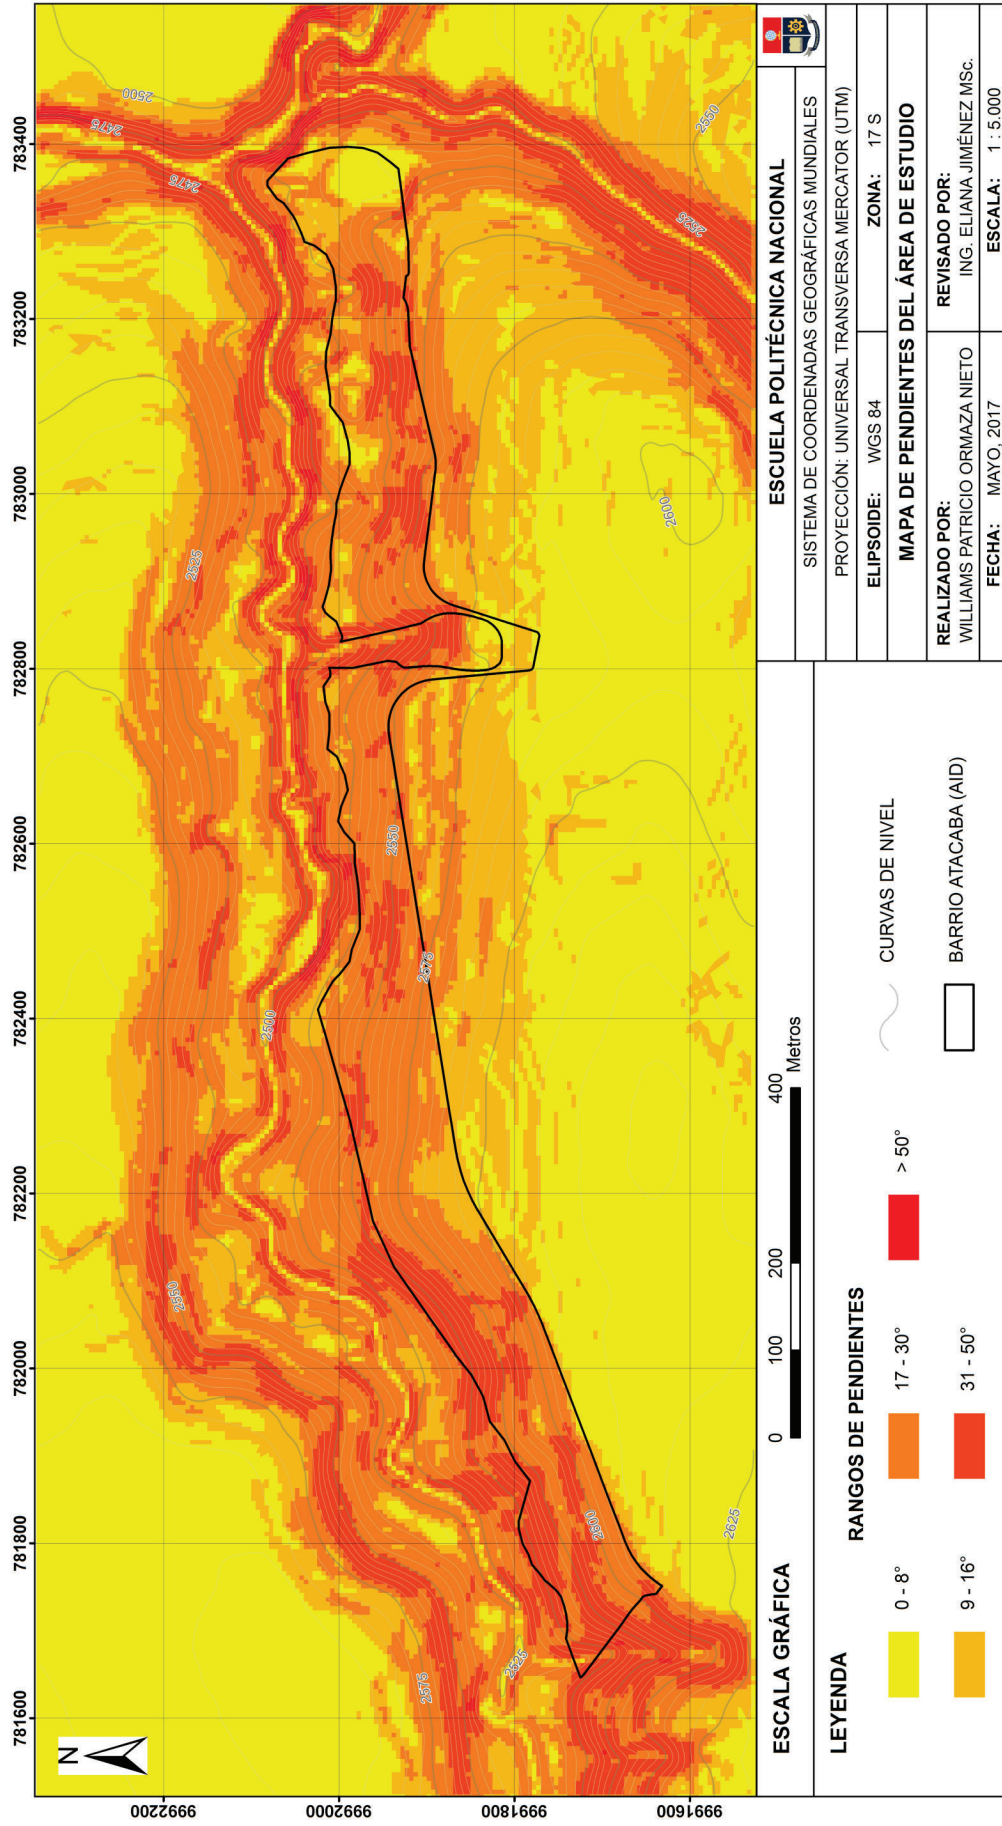 781600 781800 782000 782200 782400 782600 782800 783000 783200 783400
9992200
9992000
9991800
9991600
N
2475
2500
2475
2525
2550
2500
2550
2575
2525
2600
2550
2575
2600
2525
2550
2625
ESCALA GRÁFICA
0 100 200 400
Metros
LEYENDA
RANGOS DE PENDIENTES
0 - 8°
17 - 30°
> 50°
CURVAS DE NIVEL
9 - 16°
31 - 50°
BARRIO ATACABA (AID)
ESCUELA POLITÉCNICA NACIONAL
SISTEMA DE COORDENADAS GEOGRÁFICAS MUNDIALES
PROYECCIÓN: UNIVERSAL TRANSVERSA MERCATOR (UTM)
ELIPSOIDE: WGS 84 ZONA: 17 S
MAPA DE PENDIENTES DEL ÁREA DE ESTUDIO
REALIZADO POR:
WILLIAMS PATRICIO ORMAZA NIETO
REVISADO POR:
ING. ELIANA JIMÉNEZ MSc.
FECHA: MAYO, 2017 ESCALA: 1 : 5.000